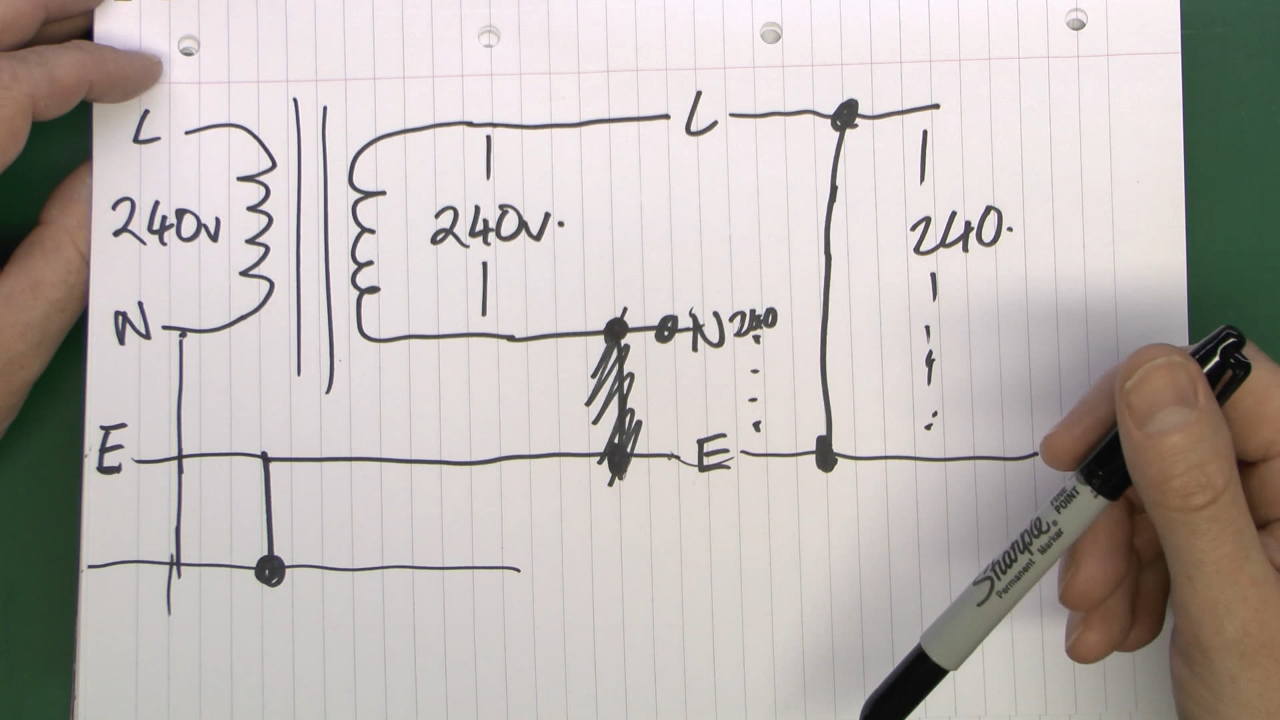 L
L
240v
240v.
240.
N
N 240
E
E
Sharpie
FINE POINT
Permanent Marker